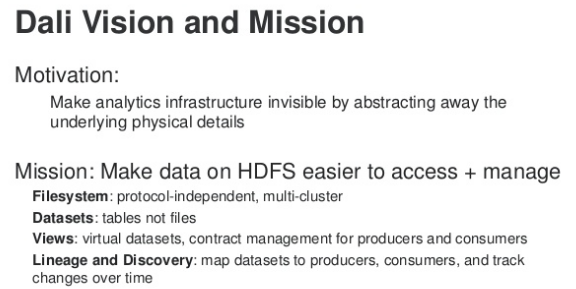 Dali Vision and Mission
Motivation:
Make analytics infrastructure invisible by abstracting away the
underlying physical details
Mission: Make data on HDFS easier to access + manage
Filesystem: protocol-independent, multi-cluster
Datasets: tables not files
Views: virtual datasets, contract management for producers and consumers
Lineage and Discovery: map datasets to producers, consumers, and track
changes over time